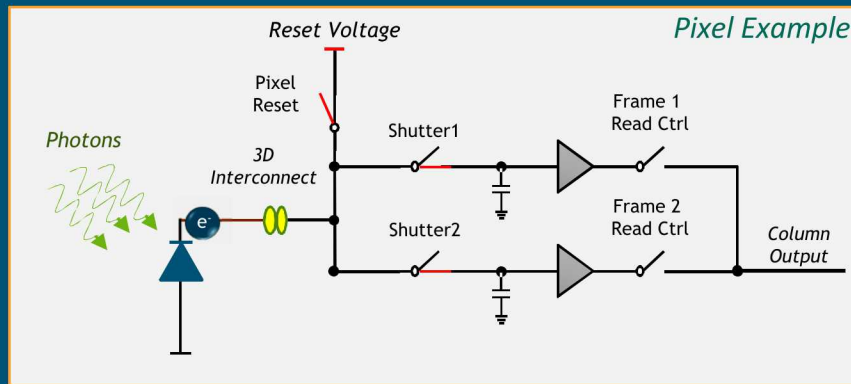 Pixel Example
Reset Voltage
Pixel
Reset
Photons
3D
Interconnect
e-
Shutter1
Frame 1
Read Ctrl
Shutter2
Frame 2
Read Ctrl
Column
Output